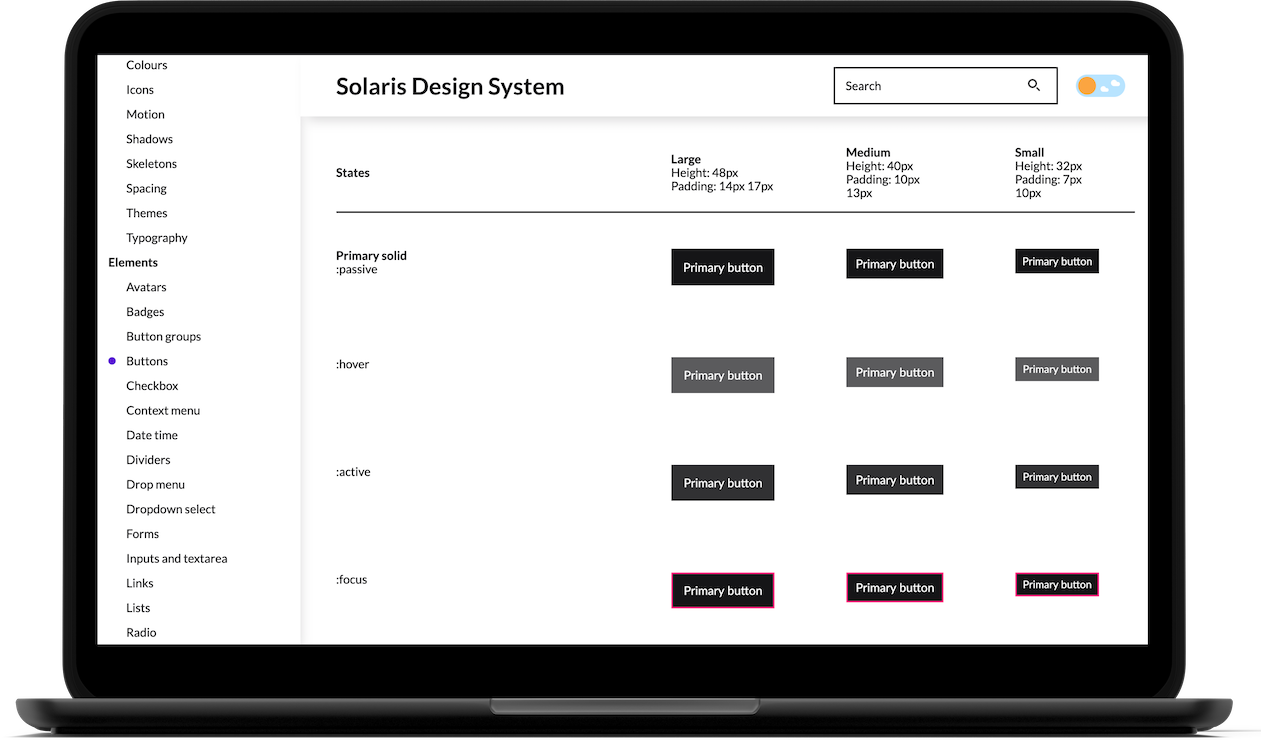 Colours
Icons
Motion
Shadows
Skeletons
Spacing
Themes
Typography
Elements
Avatars
Badges
Button groups
Buttons
Checkbox
Context menu
Date time
Dividers
Drop menu
Dropdown select
Forms
Inputs and textarea
Links
Lists
Radio
Solaris Design System
Search
States
Large
Height: 48px
Padding: 14px 17px
Medium
Height: 40px
Padding: 10px
13px
Small
Height: 32px
Padding: 7px
10px
Primary solid
:passive
Primary button
Primary button
Primary button
:hover
Primary button
Primary button
Primary button
:active
Primary button
Primary button
Primary button
:focus
Primary button
Primary button
Primary button